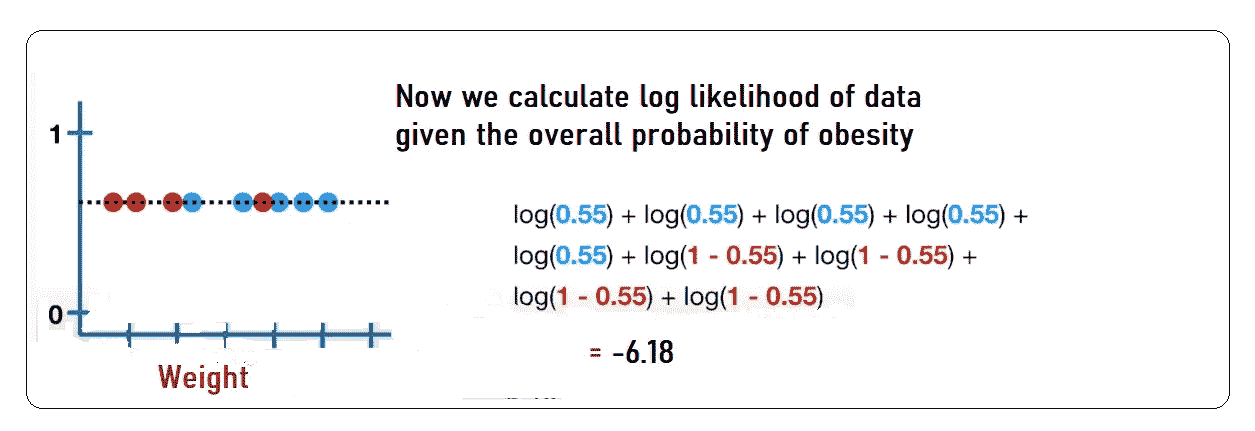 Now we calculate log likelihood of data
given the overall probability of obesity
1
log(0.55) + log(0.55) + log(0.55) + log(0.55) +
log(0.55) + log(1 - 0.55) + log(1 - 0.55) +
log(1 - 0.55) + log(1 - 0.55)
0
= -6.18
Weight